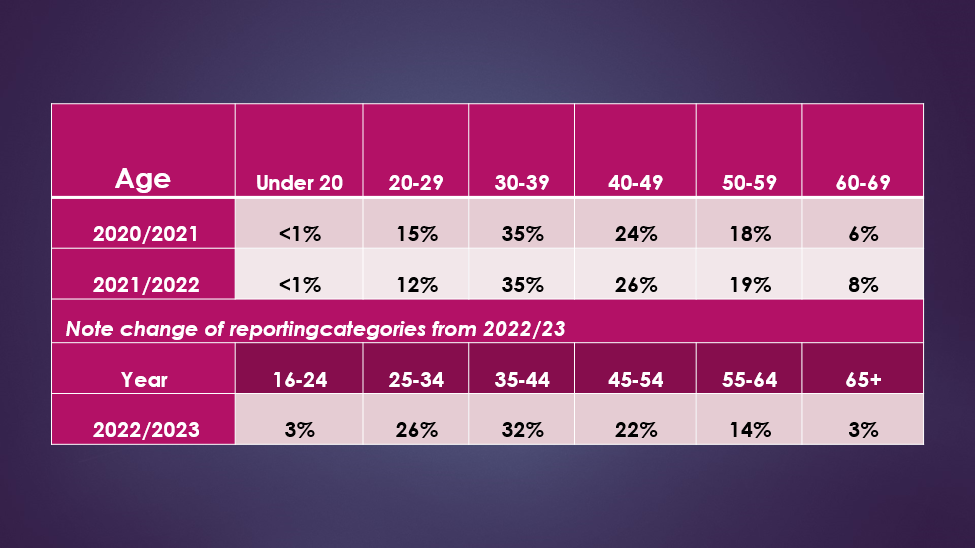 Age Under 20 20-29 30-39 40-49 50-59 60-69
2020/2021 <1% 15% 35% 24% 18% 6%
2021/2022 <1% 12% 35% 26% 19% 8%
Note change of reportingcategories from 2022/23
Year 16-24 25-34 35-44 45-54 55-64 65+
2022/2023 3% 26% 32% 22% 14% 3%